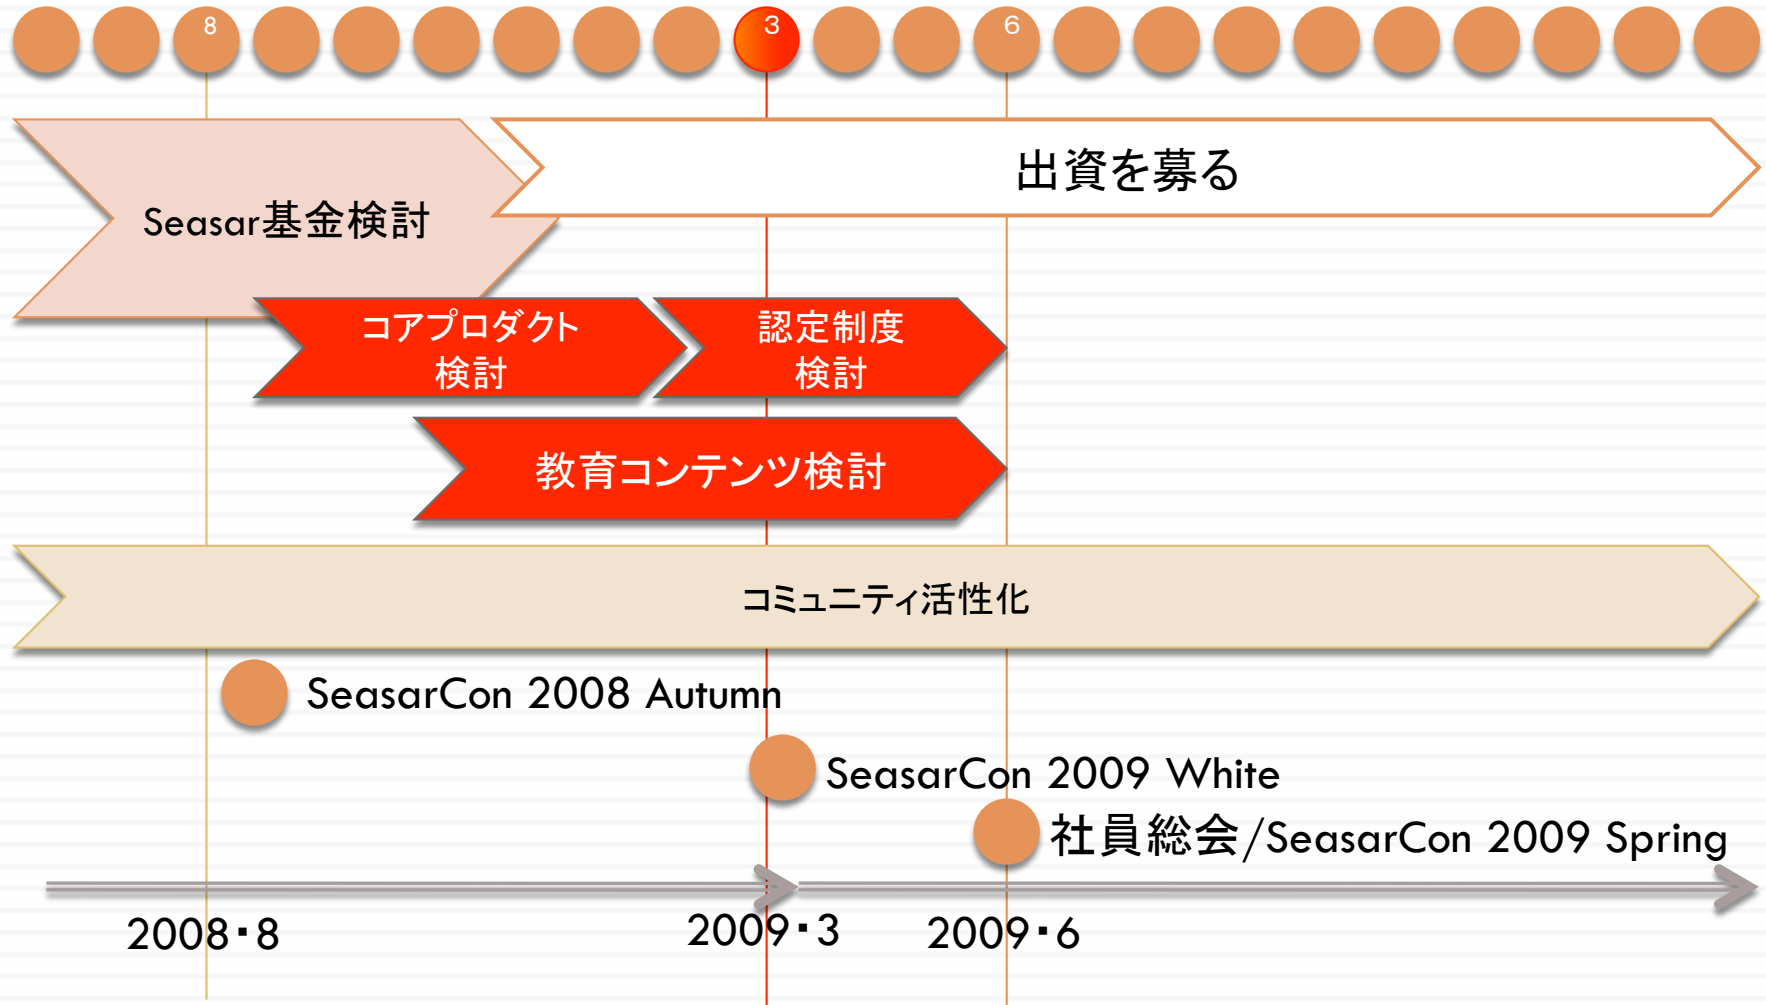 8
3
6
出資を募る
Seasar基金検討
コアプロダクト
検討
認定制度
検討
教育コンテンツ検討
コミュニティ活性化
SeasarCon 2008 Autumn
SeasarCon 2009 White
社員総会/SeasarCon 2009 Spring
2008・8
2009・3
2009・6